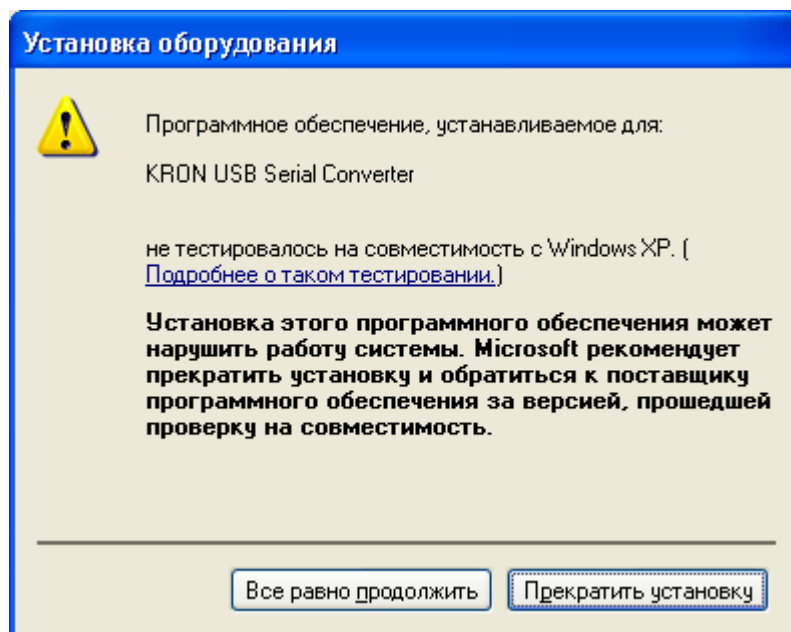 Установка оборудования
Программное обеспечение, устанавливаемое для:
KRON USB Serial Converter
не тестировалось на совместимость с Windows XP. (
Подробнее о таком тестировании.)
Установка этого программного обеспечения может
нарушить работу системы. Microsoft рекомендует
прекратить установку и обратиться к поставщику
программного обеспечения за версией, прошедшей
проверку на совместимость.
Все равно продолжить
Прекратить установку